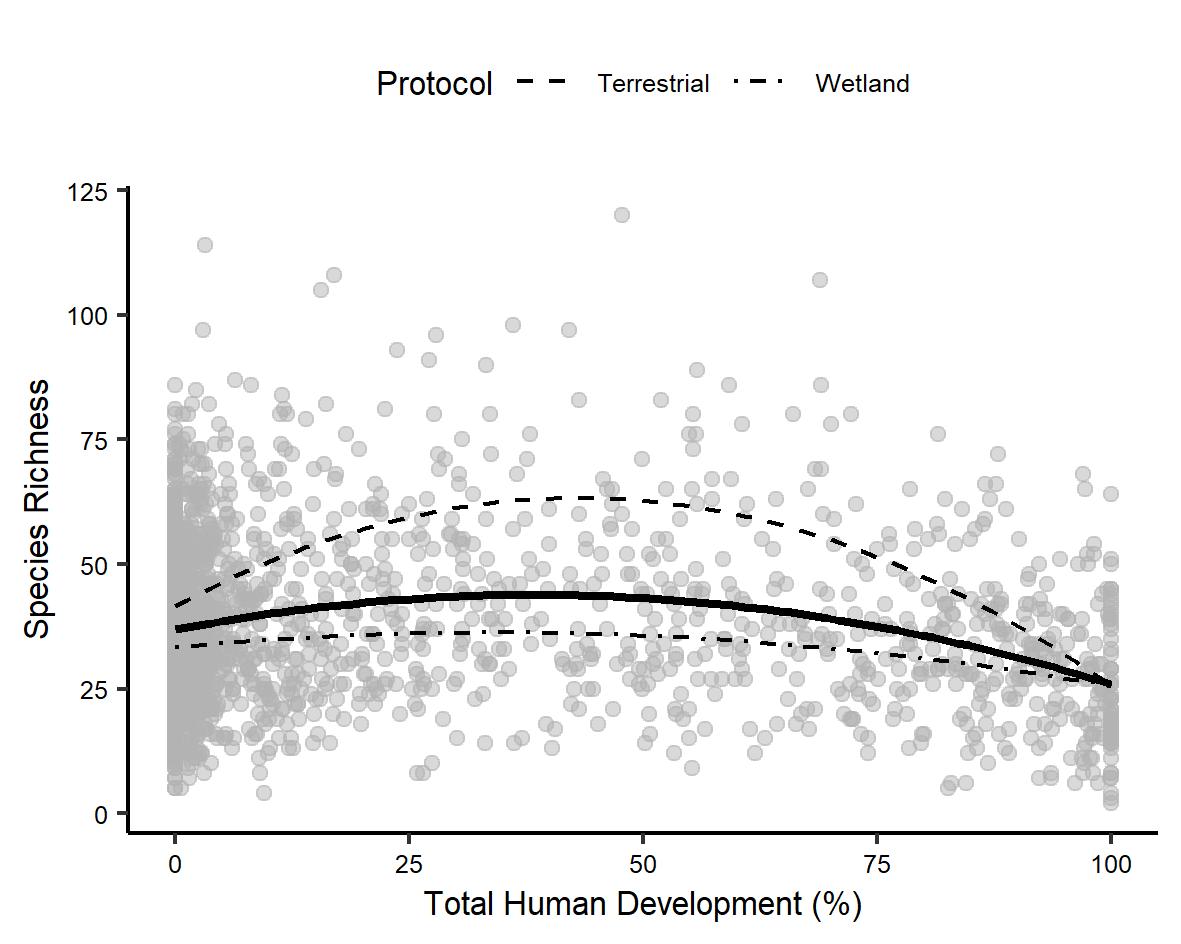 Protocol Terrestrial Wetland
125
100
75
50
25
0
Species Richness
0 25 50 75 100
Total Human Development (%)